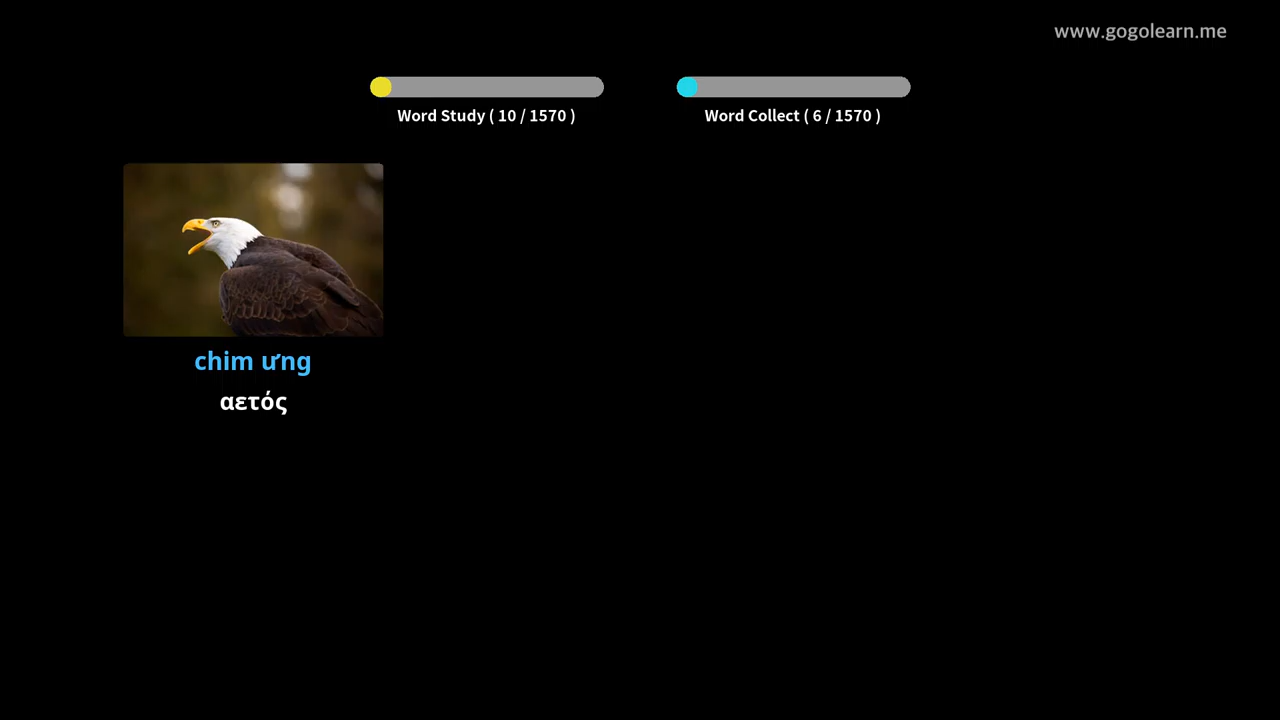 www.gogolearn.me
Word Study ( 10 / 1570 )
Word Collect ( 6 / 1570 )
chim ưng
αετός